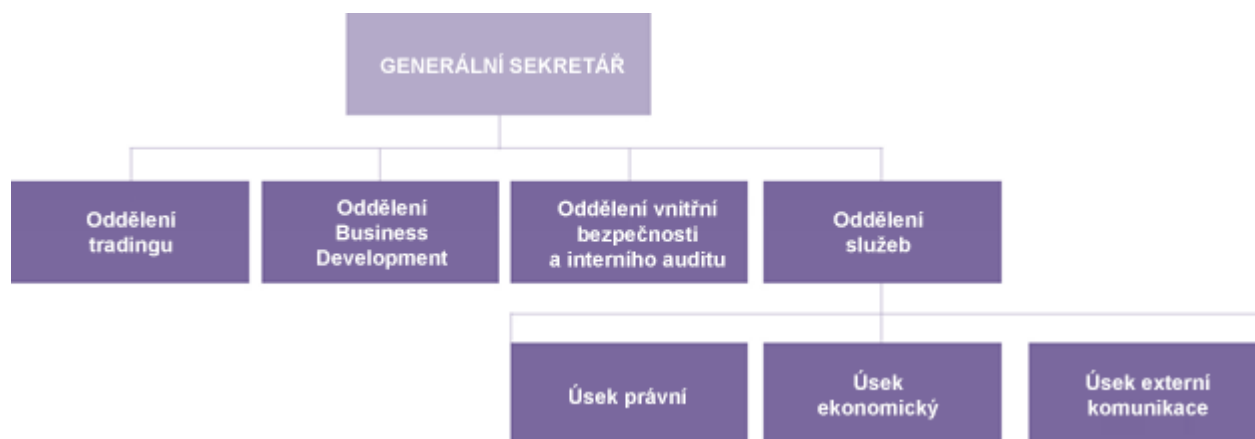 GENERÁLNÍ SEKRETÁŘ
Oddělení
tradingu
Oddělení
Business
Development
Oddělení vnitřní
bezpečnosti
a interního auditu
Oddělení
služeb
Úsek právní
Úsek
ekonomický
Úsek externí
komunikace